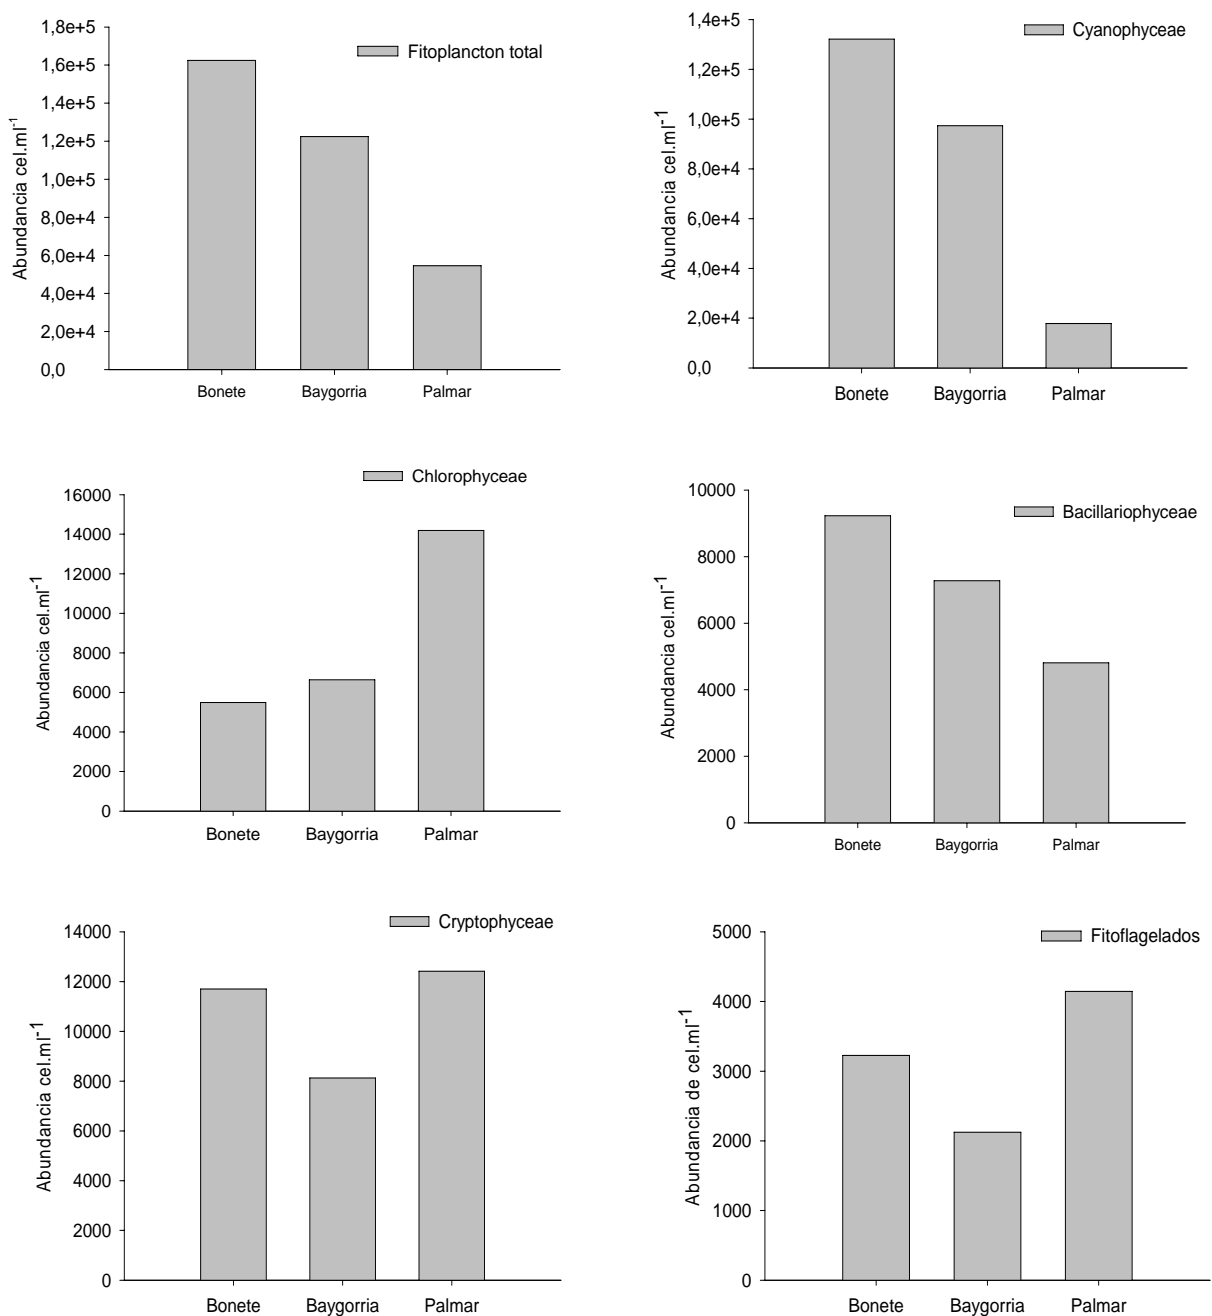 Fitoplancton total
Abundancia cel.ml-1
1,8e+5
1,6e+5
1,4e+5
1,2e+5
1,0e+5
8,0e+4
6,0e+4
4,0e+4
2,0e+4
0,0
Bonete Baygorria Palmar
Cyanophyceae
Abundancia cel.ml-1
1,4e+5
1,2e+5
1,0e+5
8,0e+4
6,0e+4
4,0e+4
2,0e+4
0,0
Bonete Baygorria Palmar
Chlorophyceae
Abundancia cel.ml-1
16000
14000
12000
10000
8000
6000
4000
2000
0
Bonete Baygorria Palmar
Bacillariophyceae
Abundancia cel.ml-1
10000
8000
6000
4000
2000
0
Bonete Baygorria Palmar
Cryptophyceae
Abundancia cel.ml-1
14000
12000
10000
8000
6000
4000
2000
0
Bonete Baygorria Palmar
Fitoflagelados
Abundancia de cel.ml-1
5000
4000
3000
2000
1000
0
Bonete Baygorria Palmar